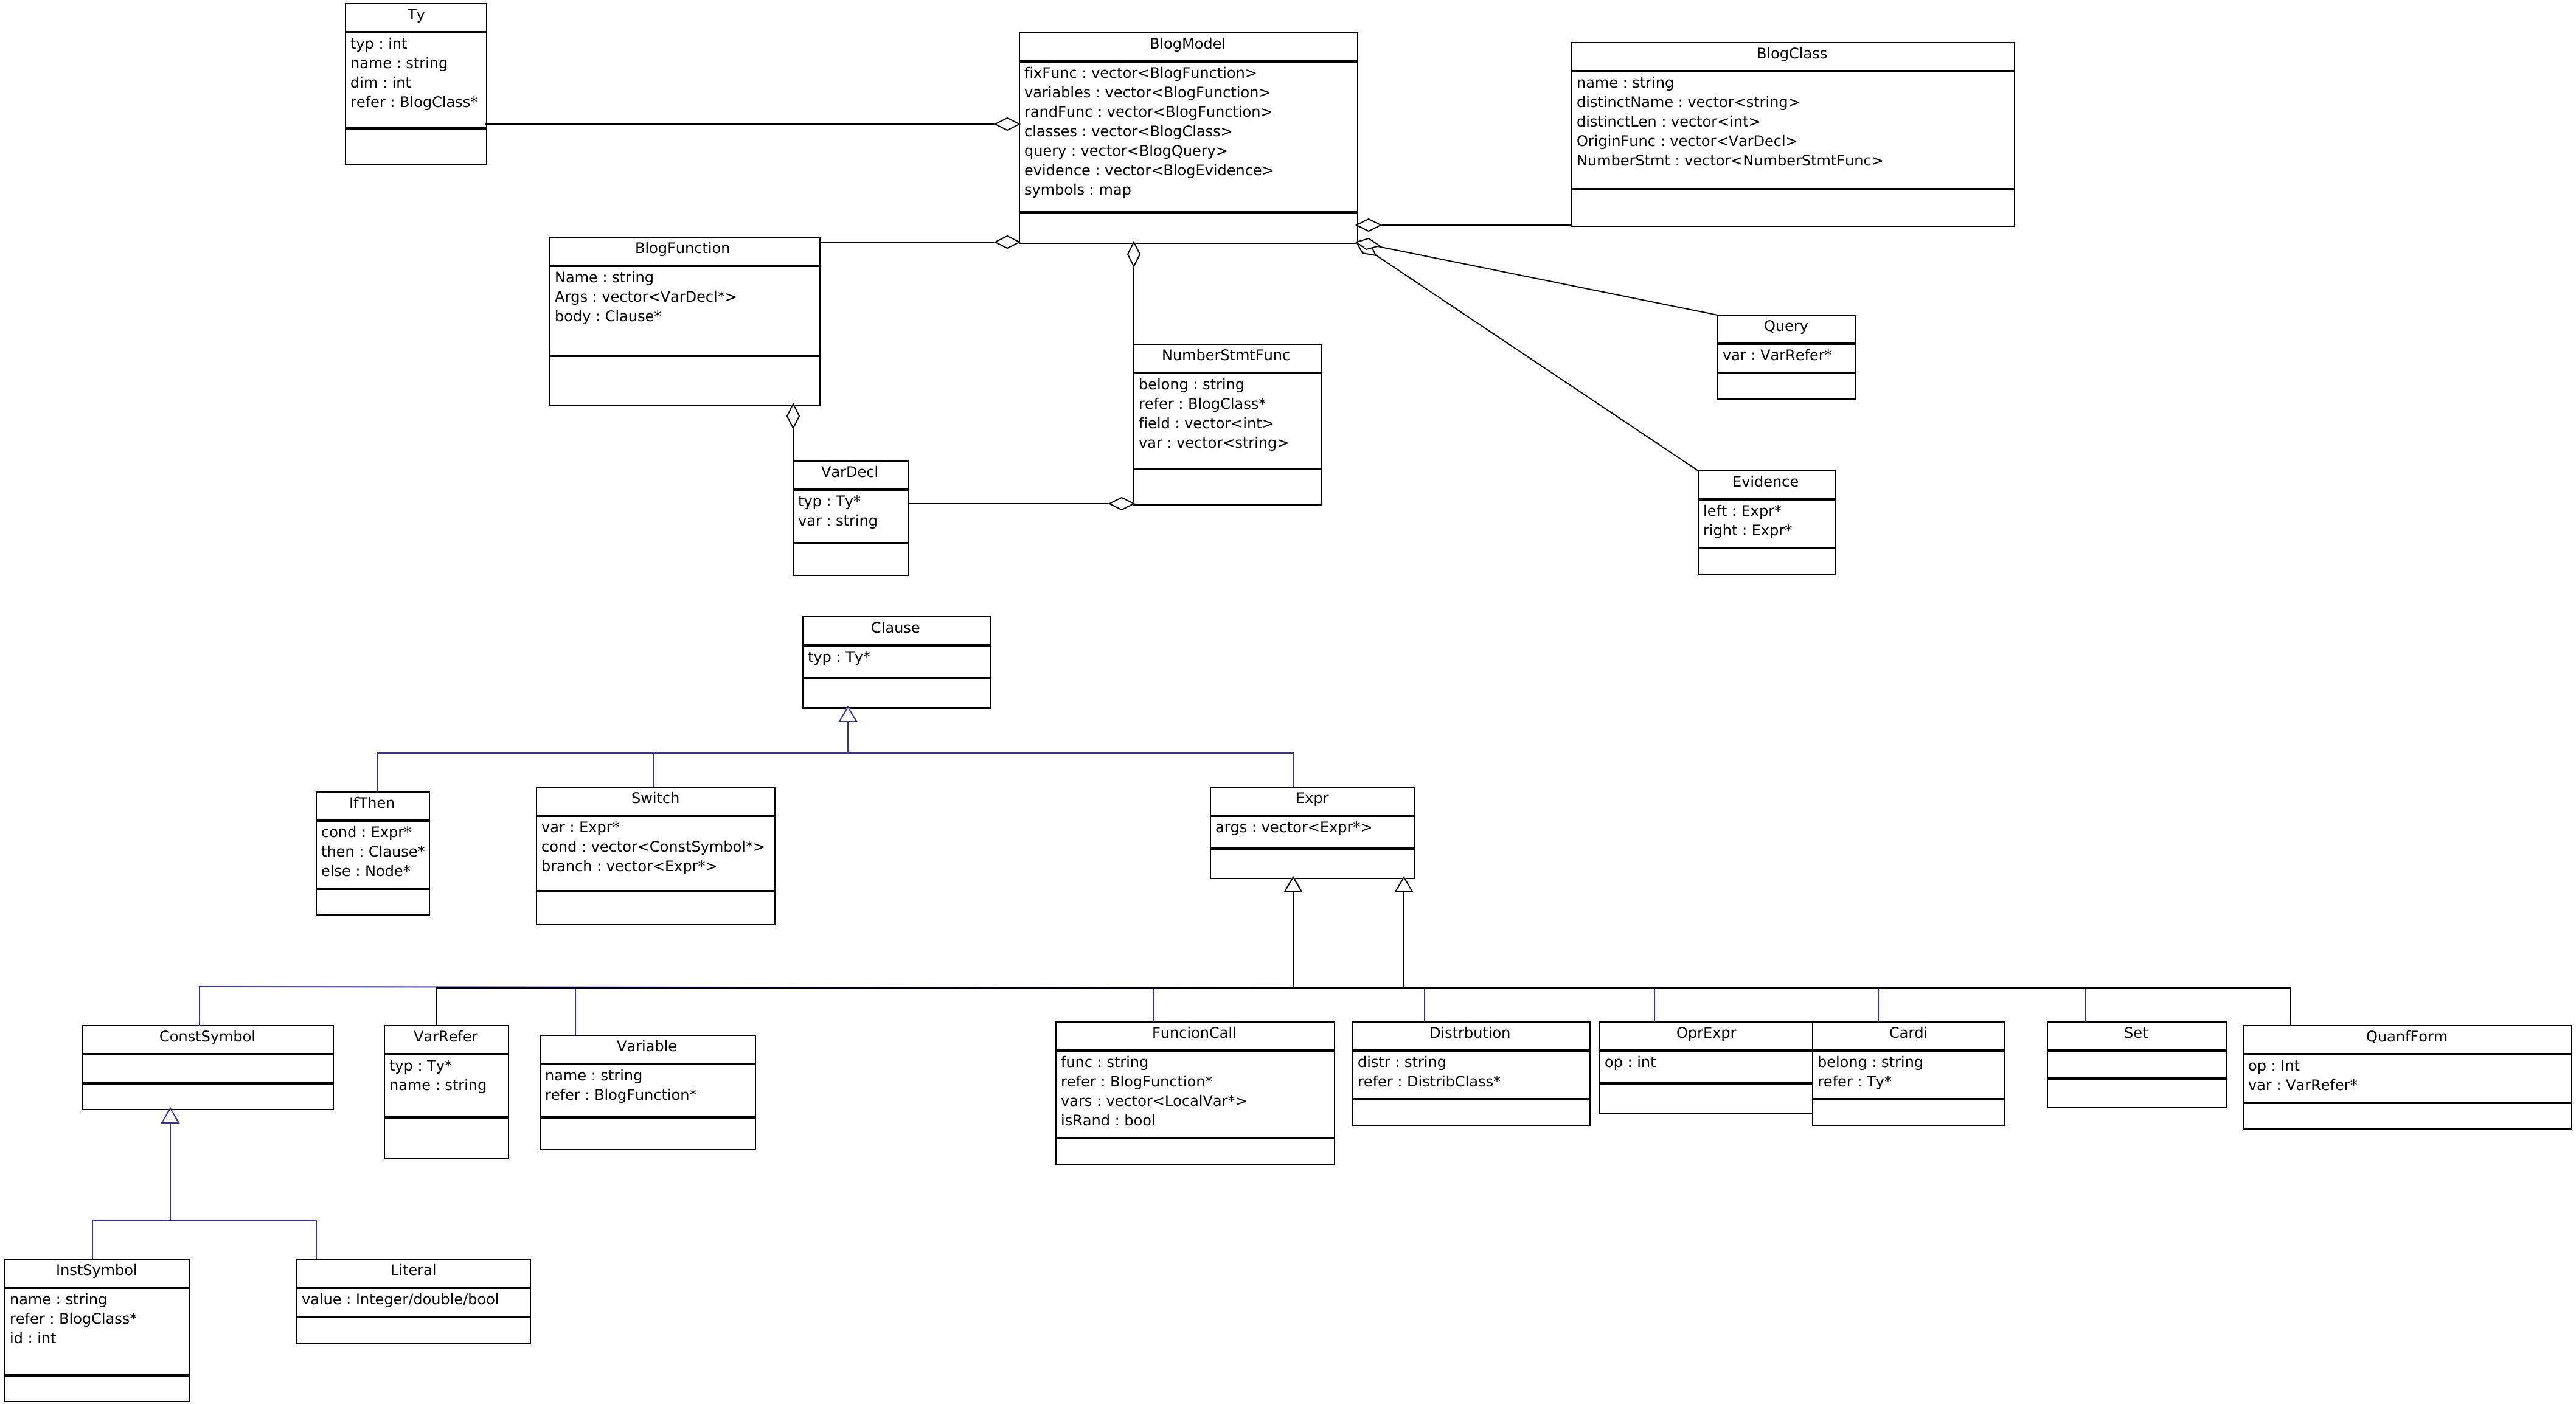 Ty
typ : int
name : string
dim : int
refer : BlogClass*
BlogModel
fixFunc : vector<BlogFunction>
variables : vector<BlogFunction>
randFunc : vector<BlogFunction>
classes : vector<BlogClass>
query : vector<BlogQuery>
evidence : vector<BlogEvidence>
symbols : map
BlogClass
name : string
distinctName : vector<string>
distinctLen : vector<int>
OriginFunc : vector<VarDecl>
NumberStmt : vector<NumberStmtFunc>
BlogFunction
Name : string
Args : vector<VarDecl*>
body : Clause*
NumberStmtFunc
belong : string
refer : BlogClass*
field : vector<int>
var : vector<string>
Query
var : VarRefer*
VarDecl
typ : Ty*
var : string
Evidence
left : Expr*
right : Expr*
Clause
typ : Ty*
IfThen
cond : Expr*
then : Clause*
else : Node*
Switch
var : Expr*
cond : vector<ConstSymbol*>
branch : vector<Expr*>
Expr
args : vector<Expr*>
ConstSymbol
VarRefer
typ : Ty*
name : string
Variable
name : string
refer : BlogFunction*
FuncionCall
func : string
refer : BlogFunction*
vars : vector<LocalVar*>
isRand : bool
Distrbution
distr : string
refer : DistribClass*
OprExpr
op : int
Cardi
belong : string
refer : Ty*
Set
QuanfForm
op : Int
var : VarRefer*
InstSymbol
name : string
refer : BlogClass*
id : int
Literal
value : Integer/double/bool